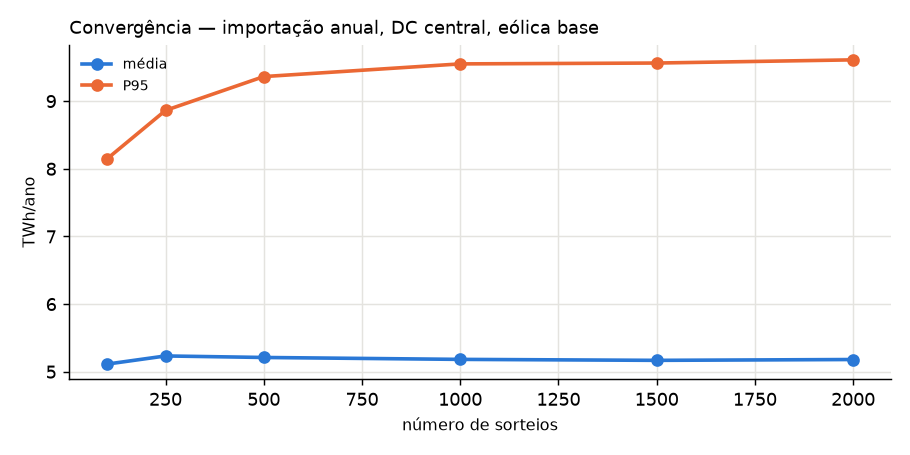 Convergência — importação anual, DC central, eólica base
média
P95
TWh/ano
9
8
7
6
5
250 500 750 1000 1250 1500 1750 2000
número de sorteios